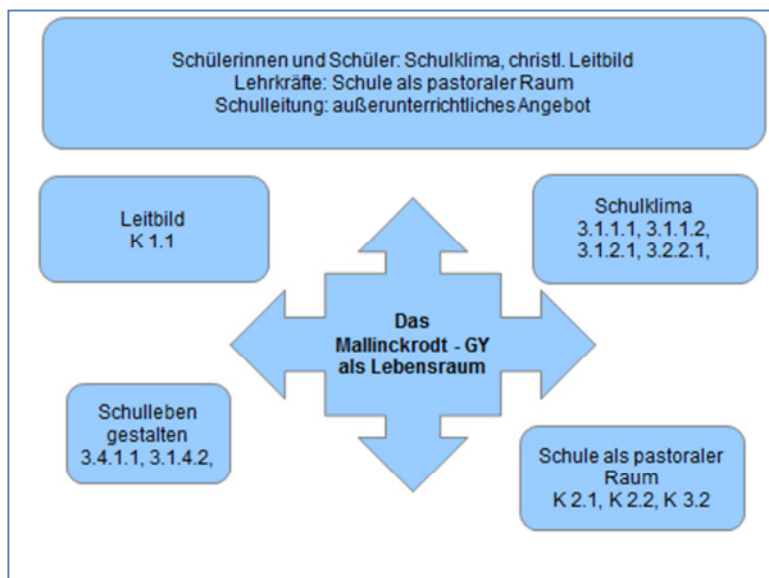 Schülerinnen und Schüler: Schulklima, christl. Leitbild
Lehrkräfte: Schule als pastoraler Raum
Schulleitung: außerunterrichtliches Angebot
Leitbild
K 1.1
Schulklima
3.1.1.1, 3.1.1.2,
3.1.2.1, 3.2.2.1,
Das
Mallinckrodt - GY
als Lebensraum
Schulleben
gestalten
3.4.1.1, 3.1.4.2,
Schule als pastoraler
Raum
K 2.1, K 2.2, K 3.2